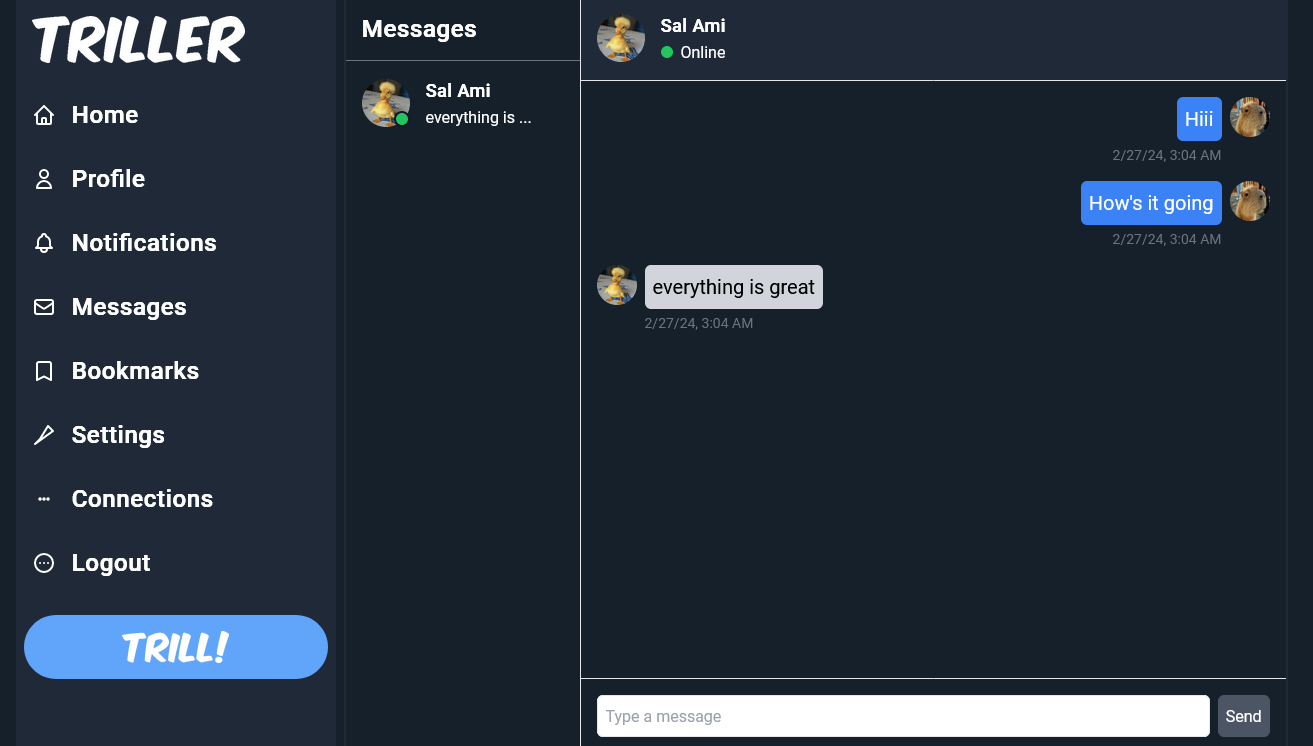 TRILLER
Home
Profile
Notifications
Messages
Bookmarks
Settings
Connections
Logout
TRILL!
Messages
Sal Ami
everything is ...
Sal Ami
Online
Hiii
2/27/24, 3:04 AM
How's it going
2/27/24, 3:04 AM
everything is great
2/27/24, 3:04 AM
Type a message
Send